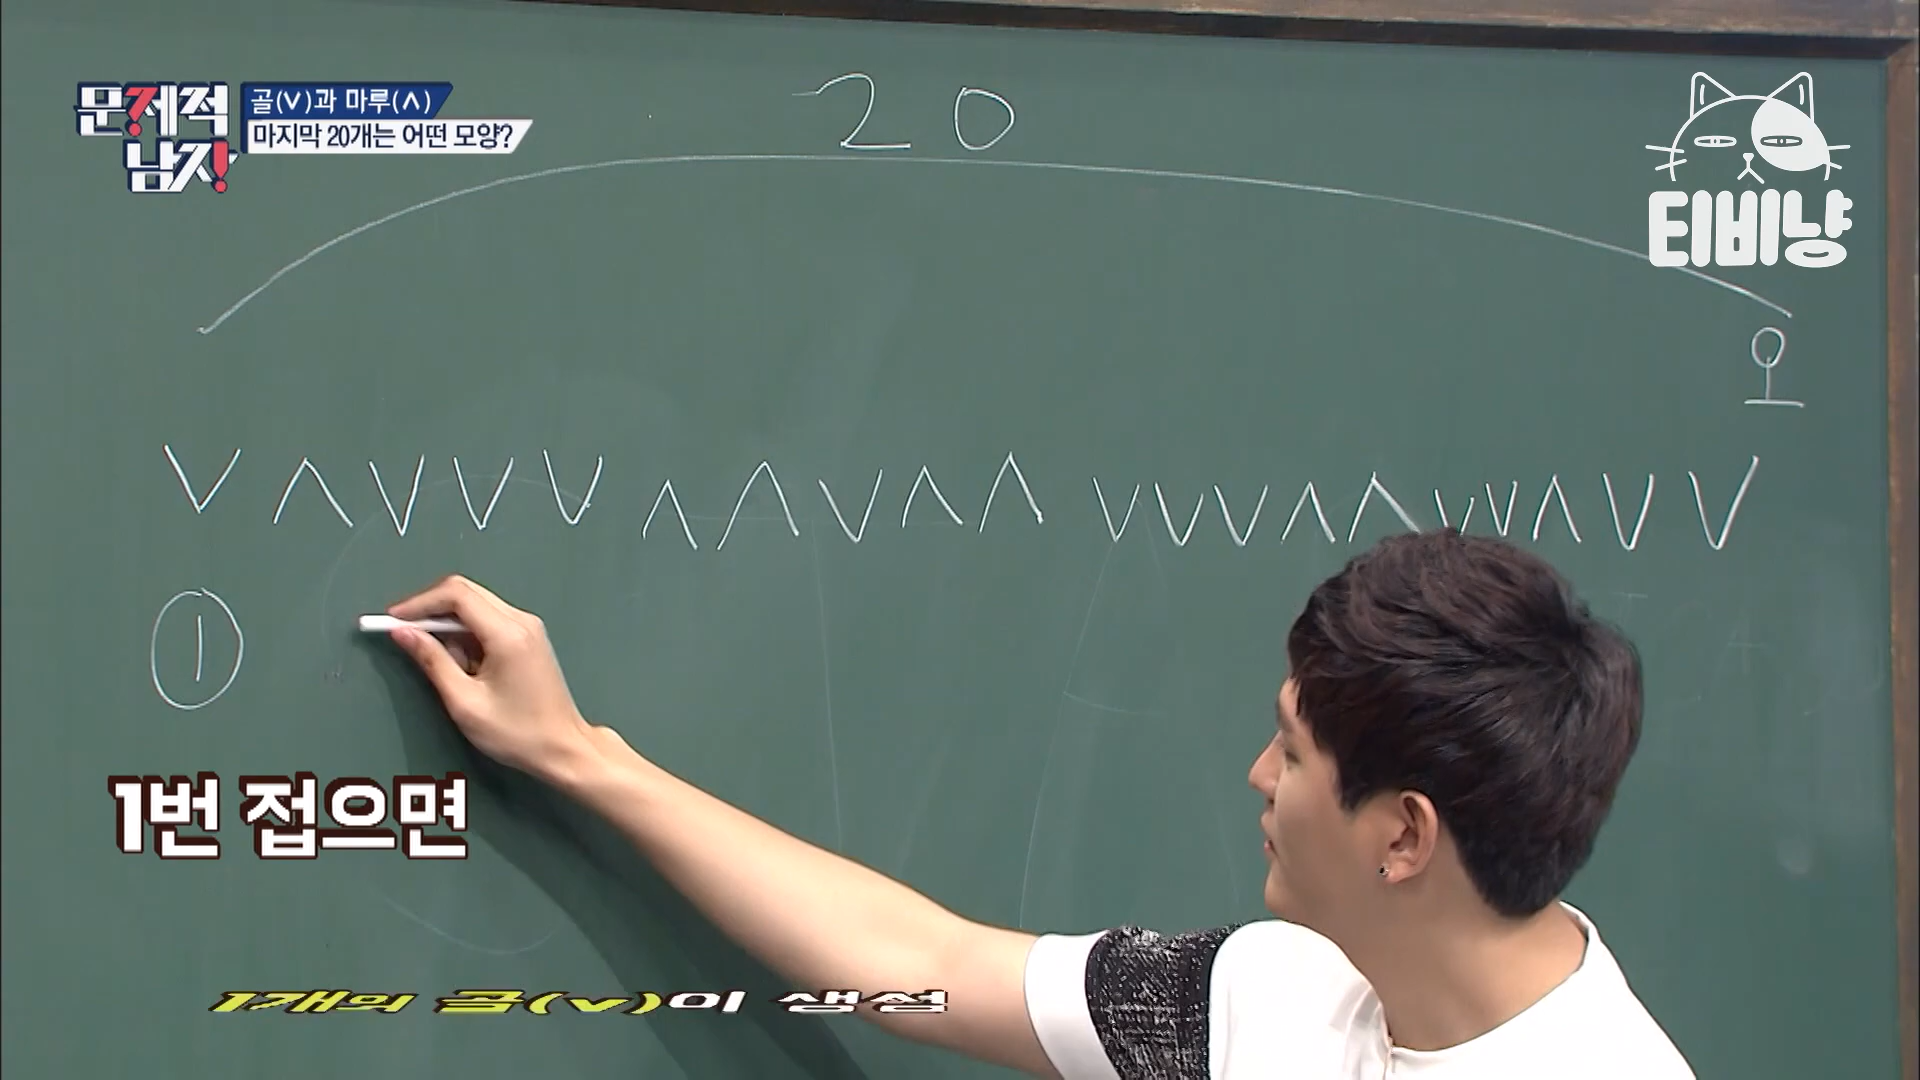 문제적
남자!
골(∨)과 마루(∧)
마지막 20개는 어떤 모양?
티비냥
20
오
∨ ∧ ∨ ∨ ∨ ∧ ∧ ∨ ∧ ∧ ∨ ∨ ∨ ∧ ∧ ∨ ∨ ∧ ∨ ∨
①
1번 접으면
1개의 골(∨)이 생성